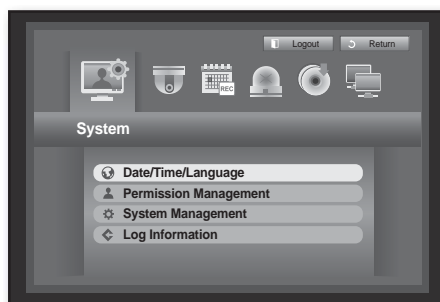 Logout Return
REC
System
Date/Time/Language
Permission Management
System Management
Log Information